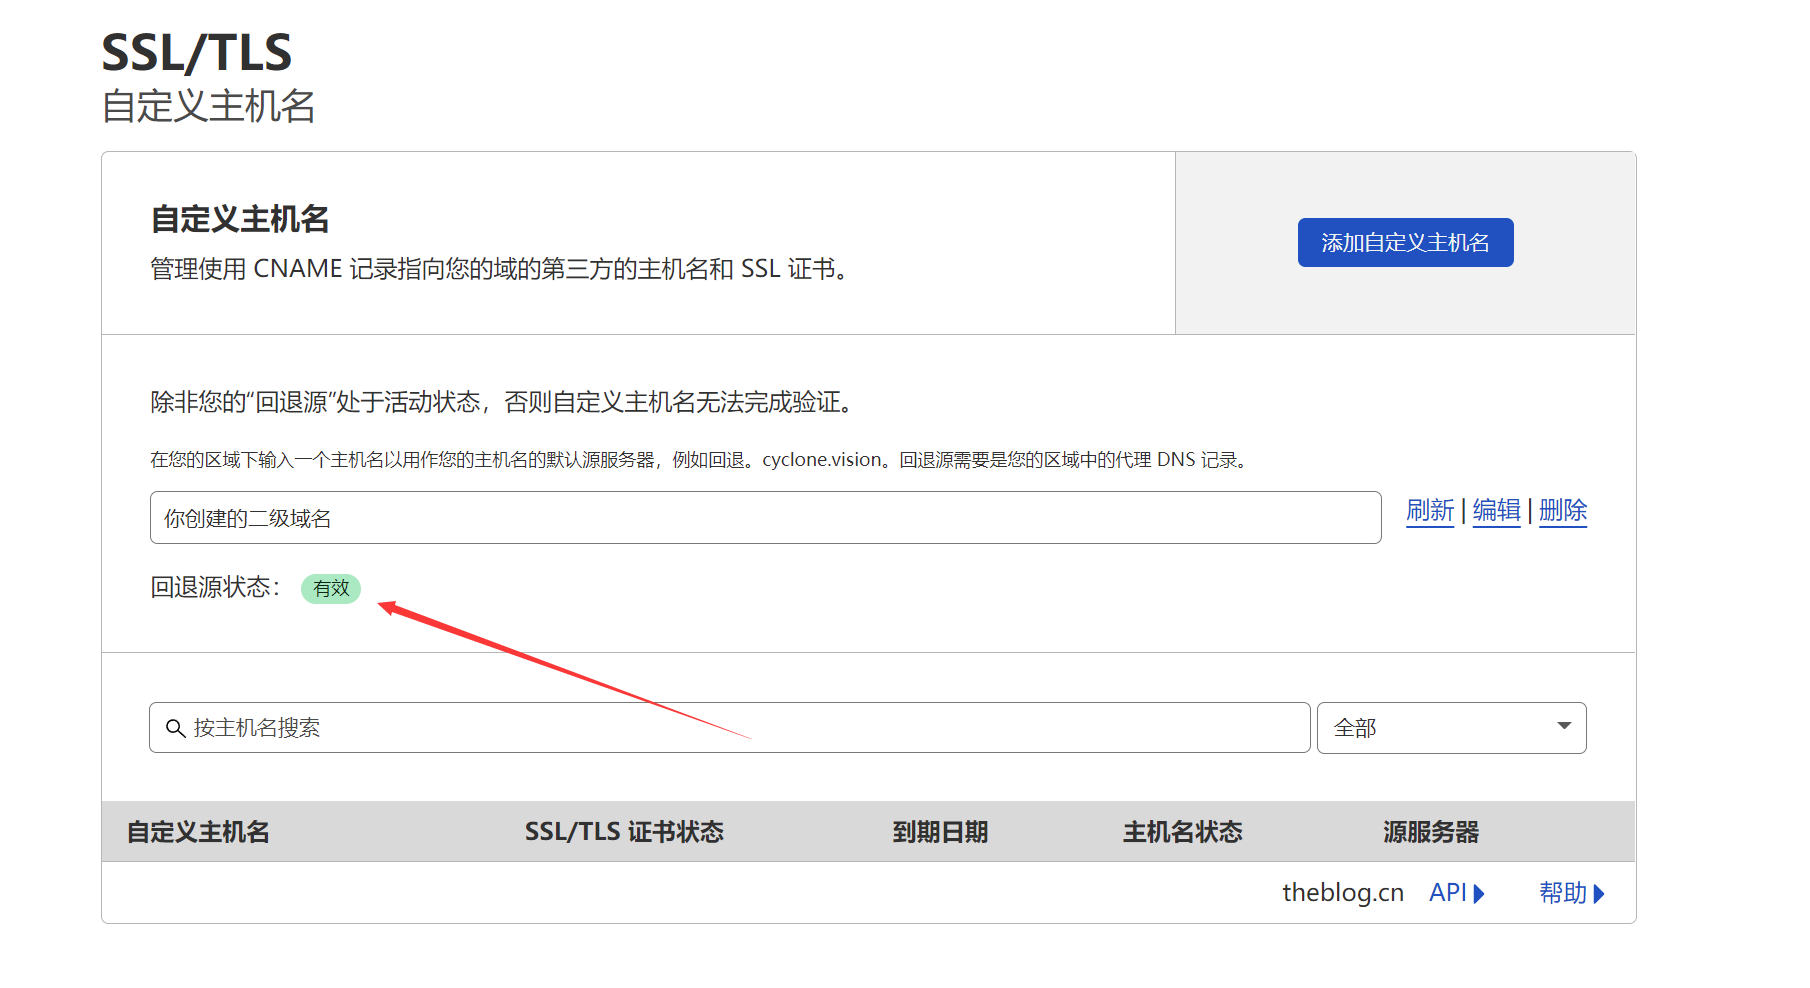 SSL/TLS
自定义主机名
自定义主机名
管理使用 CNAME 记录指向您的域的第三方的主机名和 SSL 证书。
添加自定义主机名
除非您的“回退源”处于活动状态，否则自定义主机名无法完成验证。
在您的区域下输入一个主机名以用作您的主机名的默认源服务器，例如回退。cyclone.vision。回退源需要是您的区域中的代理 DNS 记录。
你创建的二级域名
刷新 | 编辑 | 删除
回退源状态： 有效
按主机名搜索 全部
自定义主机名 SSL/TLS 证书状态 到期日期 主机名状态 源服务器
theblog.cn API 帮助